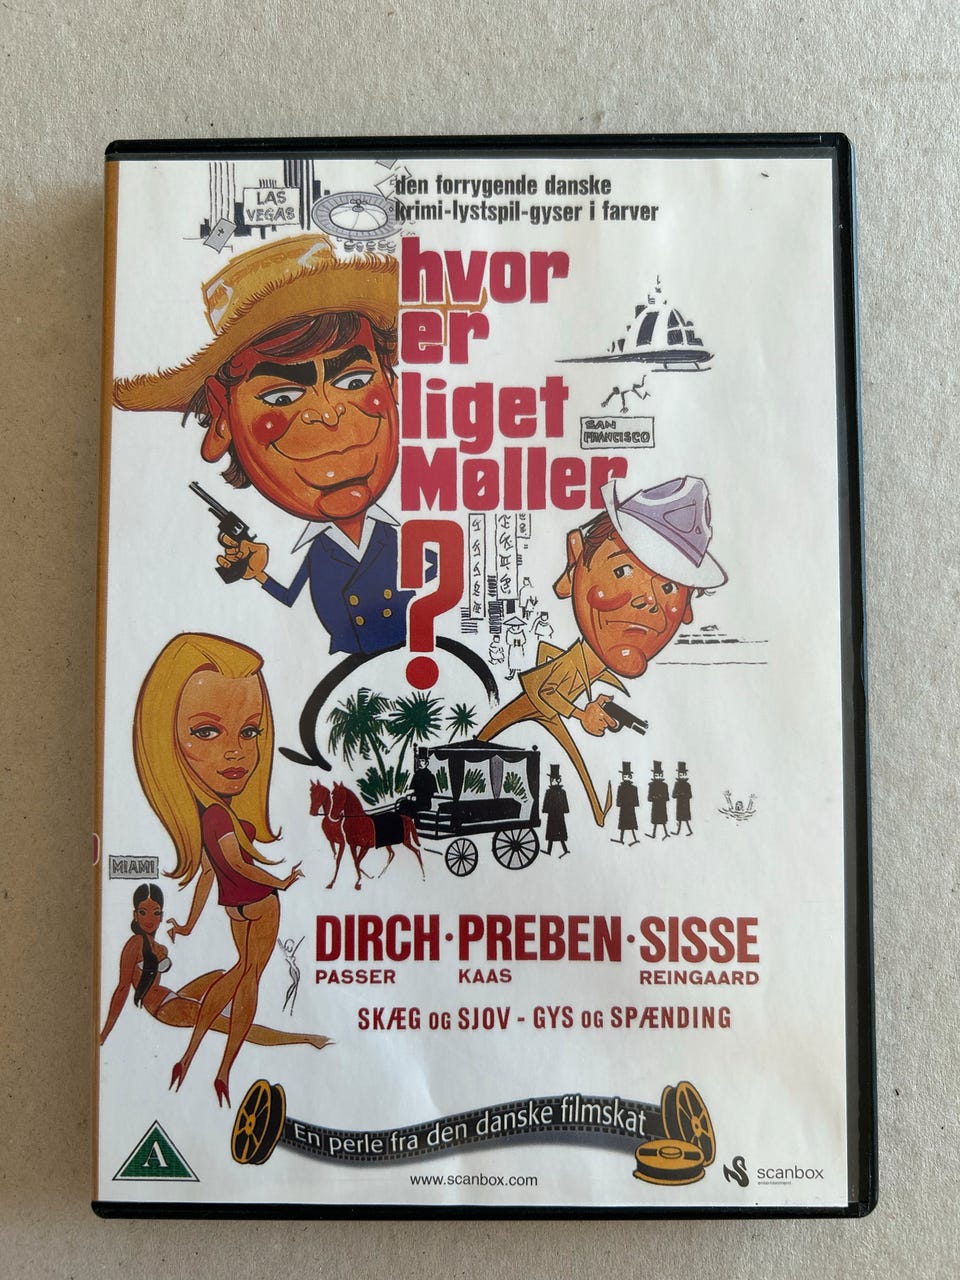 den forrygende danske
krimi-lystspil-gyser i farver
LAS
VEGAS
hvor
er
liget
Møller
?
SAN
FRANCISCO
MIAMI
DIRCH · PREBEN · SISSE
PASSER KAAS REINGAARD
SKÆG OG SJOV - GYS OG SPÆNDING
En perle fra den danske filmskat
A
www.scanbox.com
scanbox
entertainment